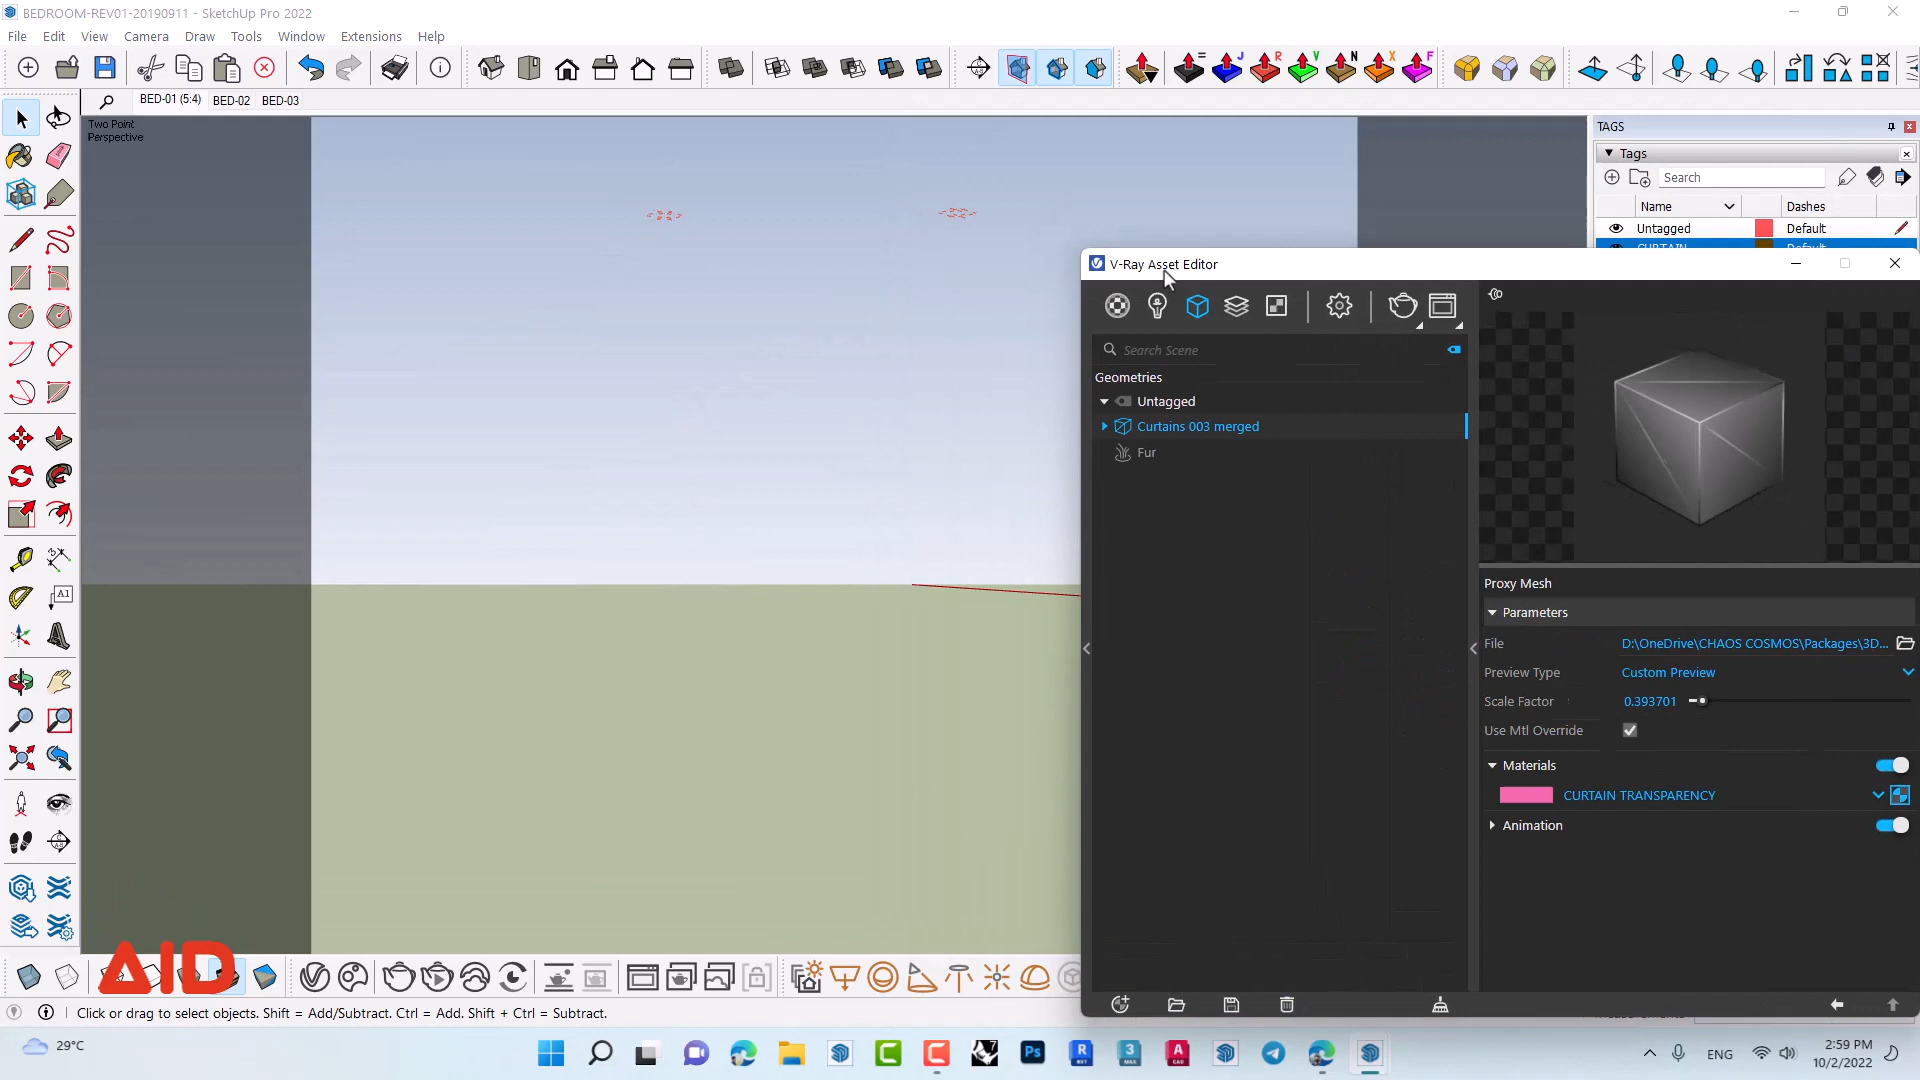 BEDROOM-REV01-20190911 - SketchUp Pro 2022
File Edit View Camera Draw Tools Window Extensions Help
BED-01 (5:4) BED-02 BED-03
Two Point
Perspective
TAGS
Tags
Search
Name Dashes
Untagged Default
CURTAIN Default
V-Ray Asset Editor
Search Scene
Geometries
Untagged
Curtains 003 merged
Fur
Proxy Mesh
Parameters
File D:\OneDrive\CHAOS COSMOS\Packages\3D...
Preview Type Custom Preview
Scale Factor 0.393701
Use Mtl Override
Materials
CURTAIN TRANSPARENCY
Animation
AID
Click or drag to select objects. Shift = Add/Subtract. Ctrl = Add. Shift + Ctrl = Subtract.
29°C
ENG
2:59 PM
10/2/2022